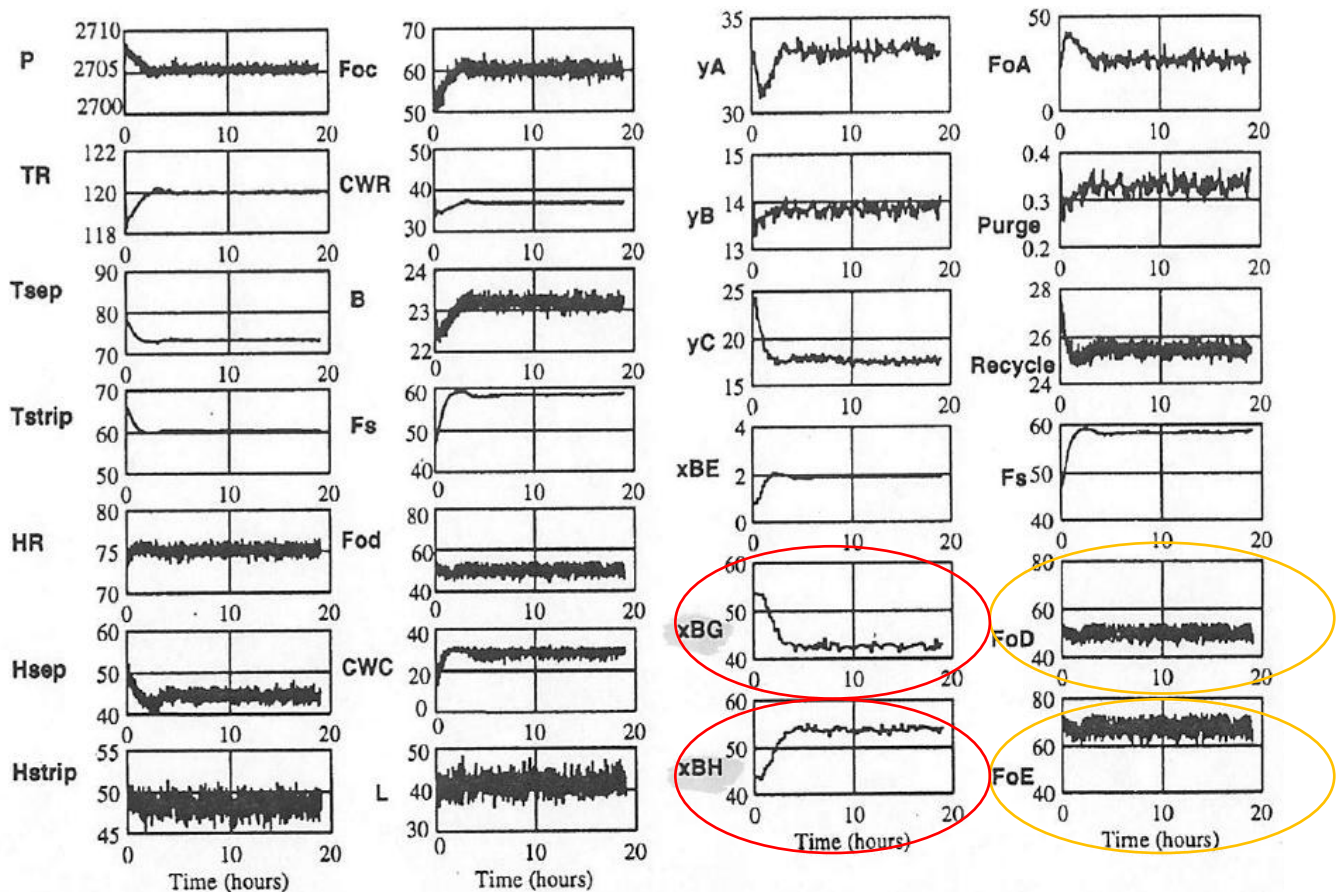 P
2710
2705
2700
0 10 20
TR
122
120
118
0 10 20
Tsep
90
80
70
0 10 20
Tstrip
70
60
50
0 10 20
HR
80
75
70
0 10 20
Hsep
60
50
40
0 10 20
Hstrip
55
50
45
0 10 20
Time (hours)
Foc
70
60
50
0 10 20
CWR
50
40
30
0 10 20
B
24
23
22
0 10 20
Fs
60
50
40
0 10 20
Fod
80
60
40
0 10 20
CWC
40
20
0
0 10 20
L
50
40
30
0 10 20
Time (hours)
yA
35
30
0 10 20
yB
15
14
13
0 10 20
yC
25
20
15
0 10 20
xBE
4
2
0
0 10 20
xBG
60
50
40
0 10 20
xBH
60
50
40
0 10 20
Time (hours)
FoA
50
0
0 10 20
Purge
0.4
0.3
0.2
0 10 20
Recycle
28
26
24
0 10 20
Fs
60
50
40
0 10 20
FoD
80
60
40
0 10 20
FoE
80
60
40
0 10 20
Time (hours)